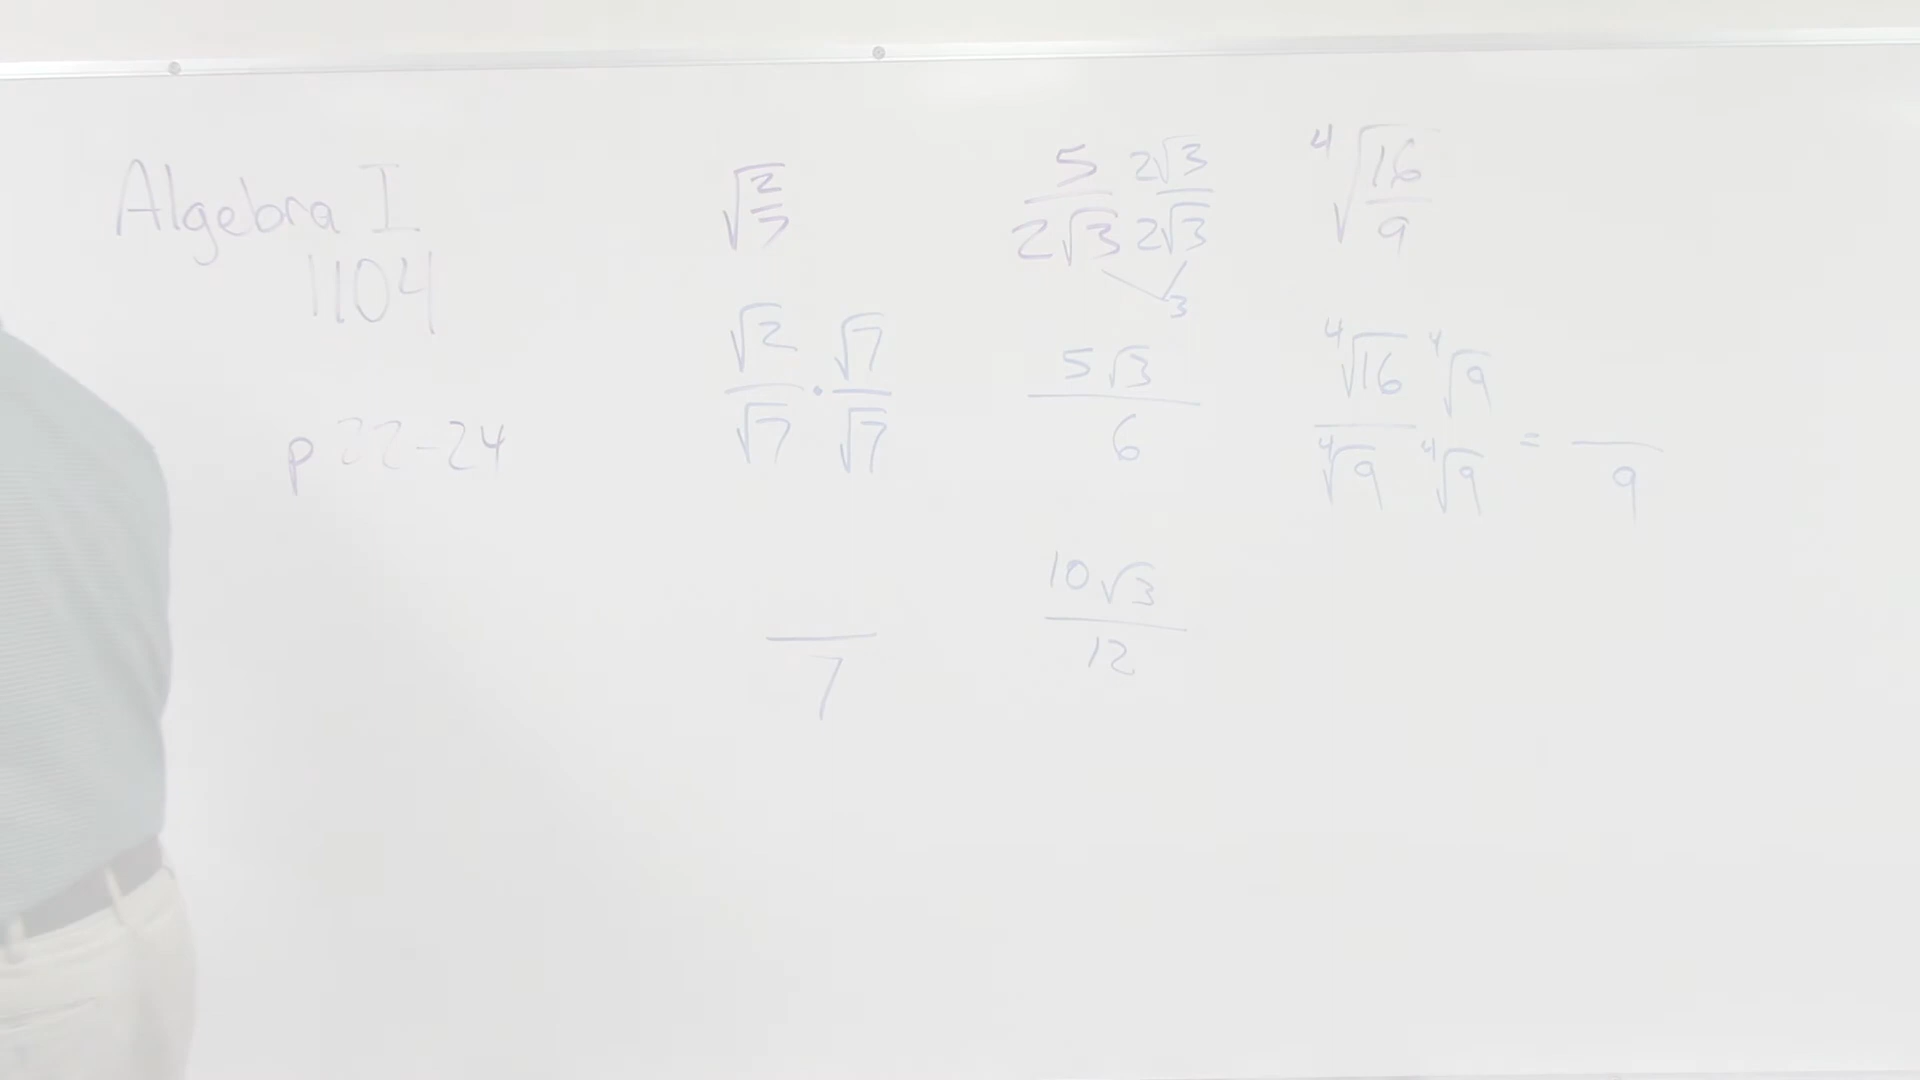 Algebra I
1104
p 22-24
√(2/7)
√2/√7 · √7/√7
/7
5/2√3 2√3/2√3
3
5√3/6
10√3/12
⁴√(16/9)
⁴√16 ⁴√9 / ⁴√9 ⁴√9 = /9